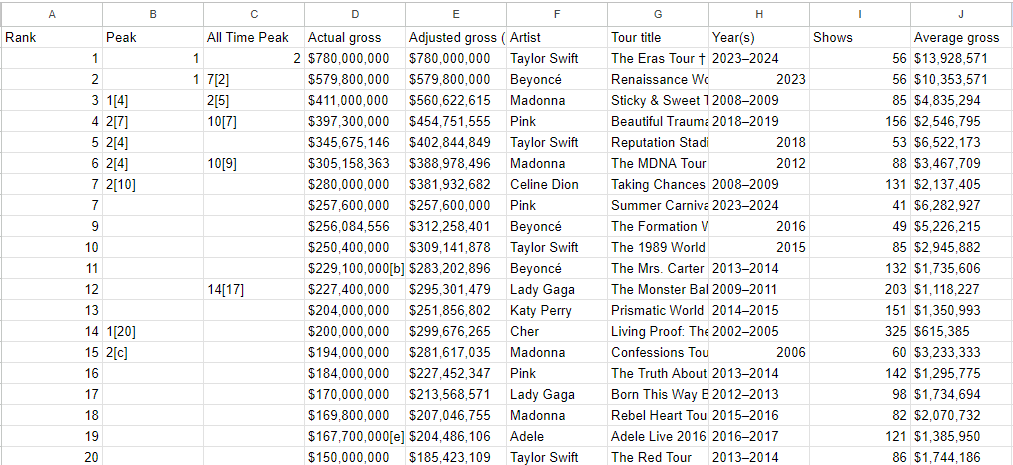 A B C D E F G H I J
Rank Peak All Time Peak Actual gross Adjusted gross ( Artist Tour title Year(s) Shows Average gross
1 1 2 $780,000,000 $780,000,000 Taylor Swift The Eras Tour † 2023–2024 56 $13,928,571
2 1 7[2] $579,800,000 $579,800,000 Beyoncé Renaissance Wo 2023 56 $10,353,571
3 1[4] 2[5] $411,000,000 $560,622,615 Madonna Sticky & Sweet T 2008–2009 85 $4,835,294
4 2[7] 10[7] $397,300,000 $454,751,555 Pink Beautiful Trauma 2018–2019 156 $2,546,795
5 2[4] $345,675,146 $402,844,849 Taylor Swift Reputation Stadi 2018 53 $6,522,173
6 2[4] 10[9] $305,158,363 $388,978,496 Madonna The MDNA Tour 2012 88 $3,467,709
7 2[10] $280,000,000 $381,932,682 Celine Dion Taking Chances 2008–2009 131 $2,137,405
7 $257,600,000 $257,600,000 Pink Summer Carniva 2023–2024 41 $6,282,927
9 $256,084,556 $312,258,401 Beyoncé The Formation W 2016 49 $5,226,215
10 $250,400,000 $309,141,878 Taylor Swift The 1989 World 2015 85 $2,945,882
11 $229,100,000[b] $283,202,896 Beyoncé The Mrs. Carter 2013–2014 132 $1,735,606
12 14[17] $227,400,000 $295,301,479 Lady Gaga The Monster Bal 2009–2011 203 $1,118,227
13 $204,000,000 $251,856,802 Katy Perry Prismatic World 2014–2015 151 $1,350,993
14 1[20] $200,000,000 $299,676,265 Cher Living Proof: The 2002–2005 325 $615,385
15 2[c] $194,000,000 $281,617,035 Madonna Confessions Tou 2006 60 $3,233,333
16 $184,000,000 $227,452,347 Pink The Truth About 2013–2014 142 $1,295,775
17 $170,000,000 $213,568,571 Lady Gaga Born This Way B 2012–2013 98 $1,734,694
18 $169,800,000 $207,046,755 Madonna Rebel Heart Tou 2015–2016 82 $2,070,732
19 $167,700,000[e] $204,486,106 Adele Adele Live 2016 2016–2017 121 $1,385,950
20 $150,000,000 $185,423,109 Taylor Swift The Red Tour 2013–2014 86 $1,744,186